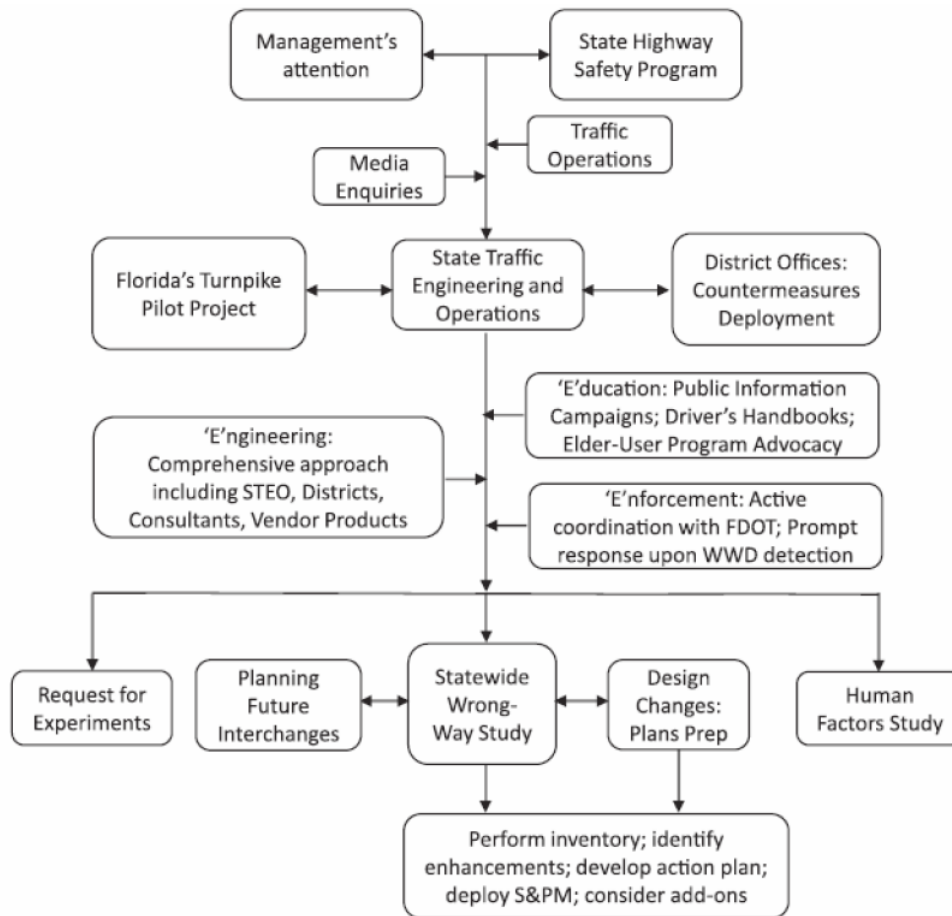 Management's
attention
State Highway
Safety Program
Traffic
Operations
Media
Enquiries
Florida's Turnpike
Pilot Project
State Traffic
Engineering and
Operations
District Offices:
Countermeasures
Deployment
'E'ducation: Public Information
Campaigns; Driver's Handbooks;
Elder-User Program Advocacy
'E'ngineering:
Comprehensive approach
including STEO, Districts,
Consultants, Vendor Products
'E'nforcement: Active
coordination with FDOT; Prompt
response upon WWD detection
Request for
Experiments
Planning
Future
Interchanges
Statewide
Wrong-
Way Study
Design
Changes:
Plans Prep
Human
Factors Study
Perform inventory; identify
enhancements; develop action plan;
deploy S&PM; consider add-ons